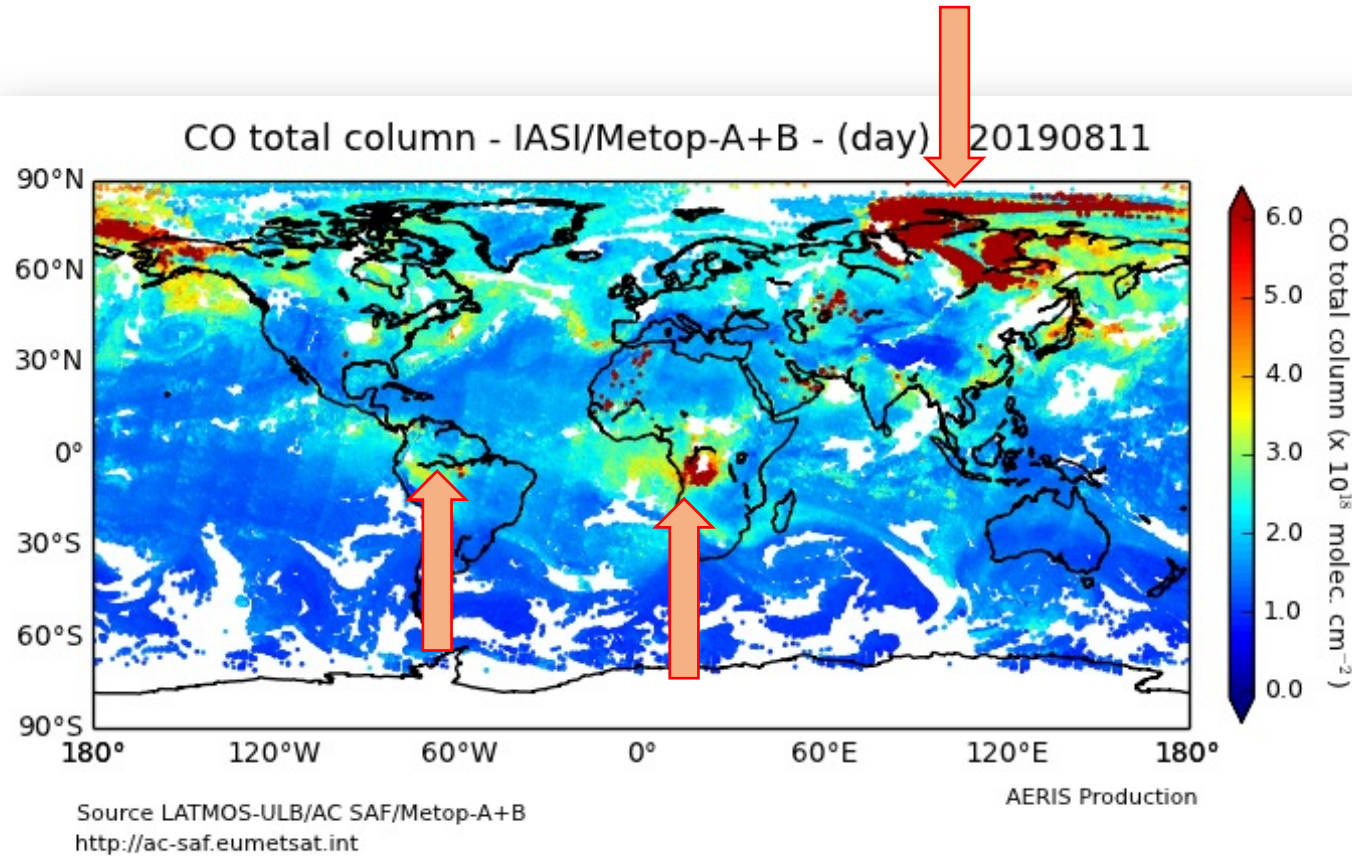 CO total column - IASI/Metop-A+B - (day) 20190811
90°N
60°N
30°N
0°
30°S
60°S
90°S
180°
120°W
60°W
0°
60°E
120°E
180°
6.0
5.0
4.0
3.0
2.0
1.0
0.0
CO total column (x 10¹⁸ molec. cm⁻²)
AERIS Production
Source LATMOS-ULB/AC SAF/Metop-A+B
http://ac-saf.eumetsat.int